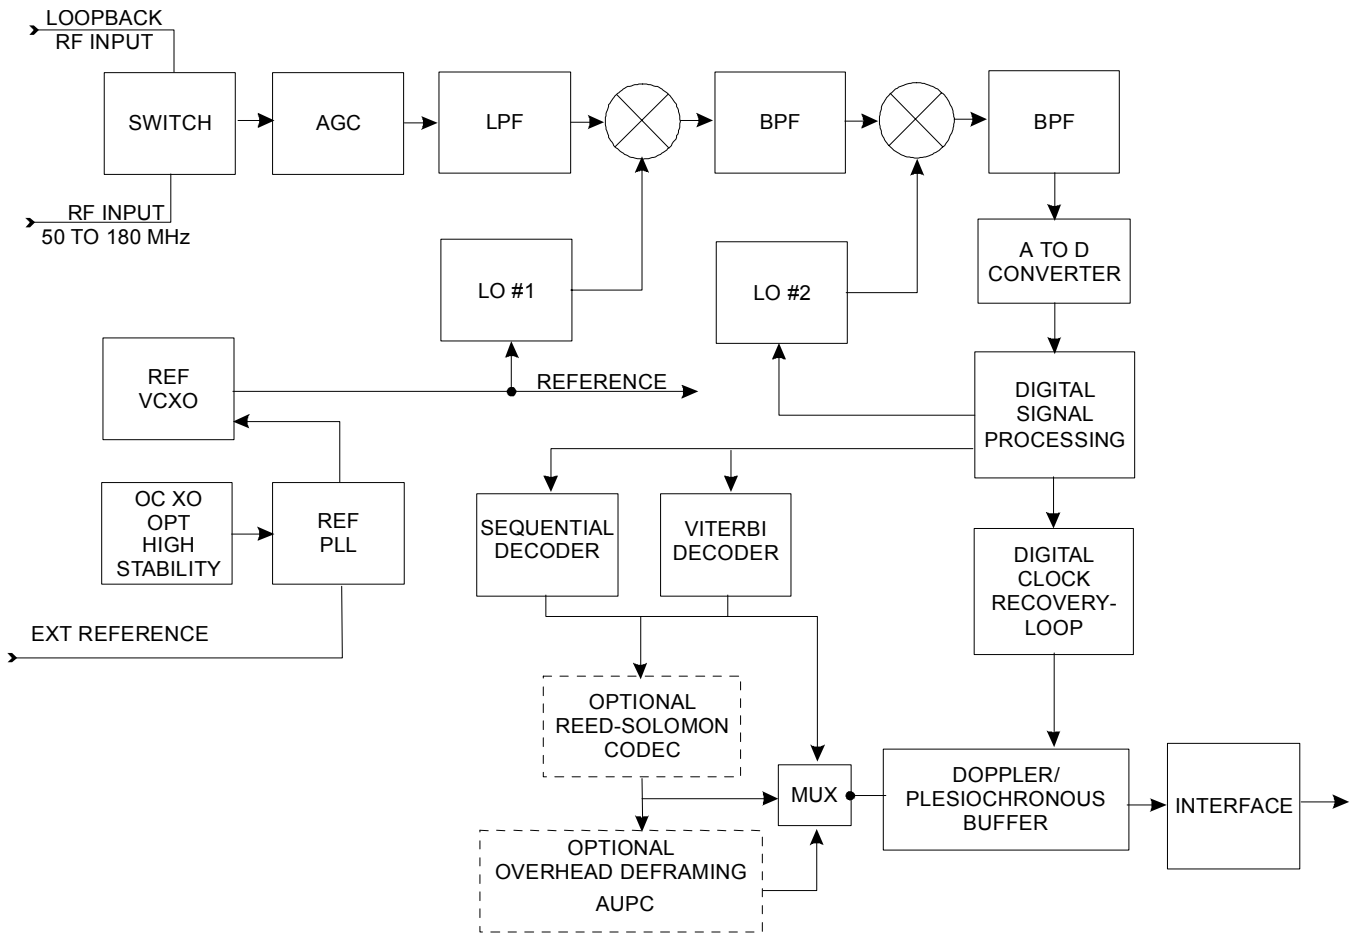 LOOPBACK
RF INPUT
SWITCH
AGC
LPF
BPF
BPF
RF INPUT
50 TO 180 MHz
A TO D
CONVERTER
LO #1
LO #2
REF
VCXO
REFERENCE
DIGITAL
SIGNAL
PROCESSING
OC XO
OPT
HIGH
STABILITY
REF
PLL
SEQUENTIAL
DECODER
VITERBI
DECODER
DIGITAL
CLOCK
RECOVERY-
LOOP
EXT REFERENCE
OPTIONAL
REED-SOLOMON
CODEC
MUX
DOPPLER/
PLESIOCHRONOUS
BUFFER
INTERFACE
OPTIONAL
OVERHEAD DEFRAMING
AUPC